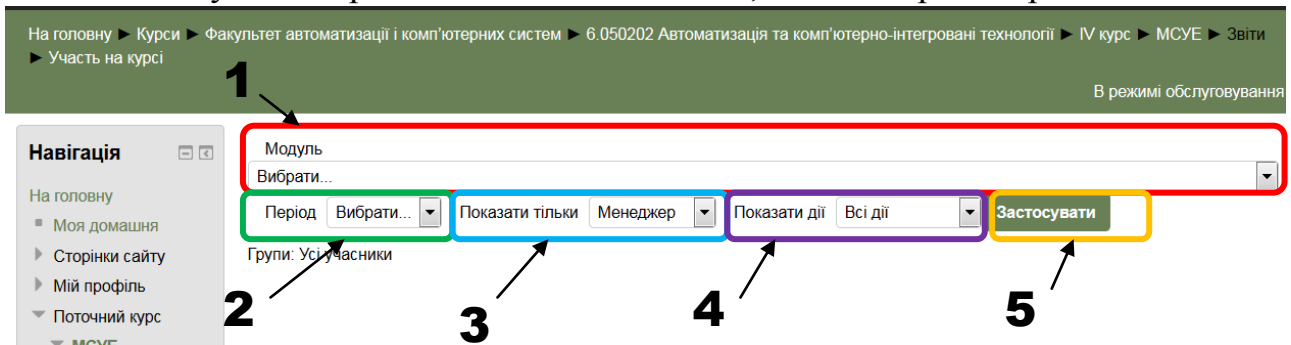 На головну ► Курси ► Факультет автоматизації і комп'ютерних систем ► 6.050202 Автоматизація та комп'ютерно-інтегровані технології ► IV курс ► МСУЕ ► Звіти
► Участь на курсі
1
В режимі обслуговування
Навігація
Модуль
Вибрати...
На головну
Період Вибрати... Показати тільки Менеджер Показати дії Всі дії Застосувати
Моя домашня
Сторінки сайту
Групи: Усі учасники
Мій профіль
Поточний курс
2
3
4
5
МСУЕ